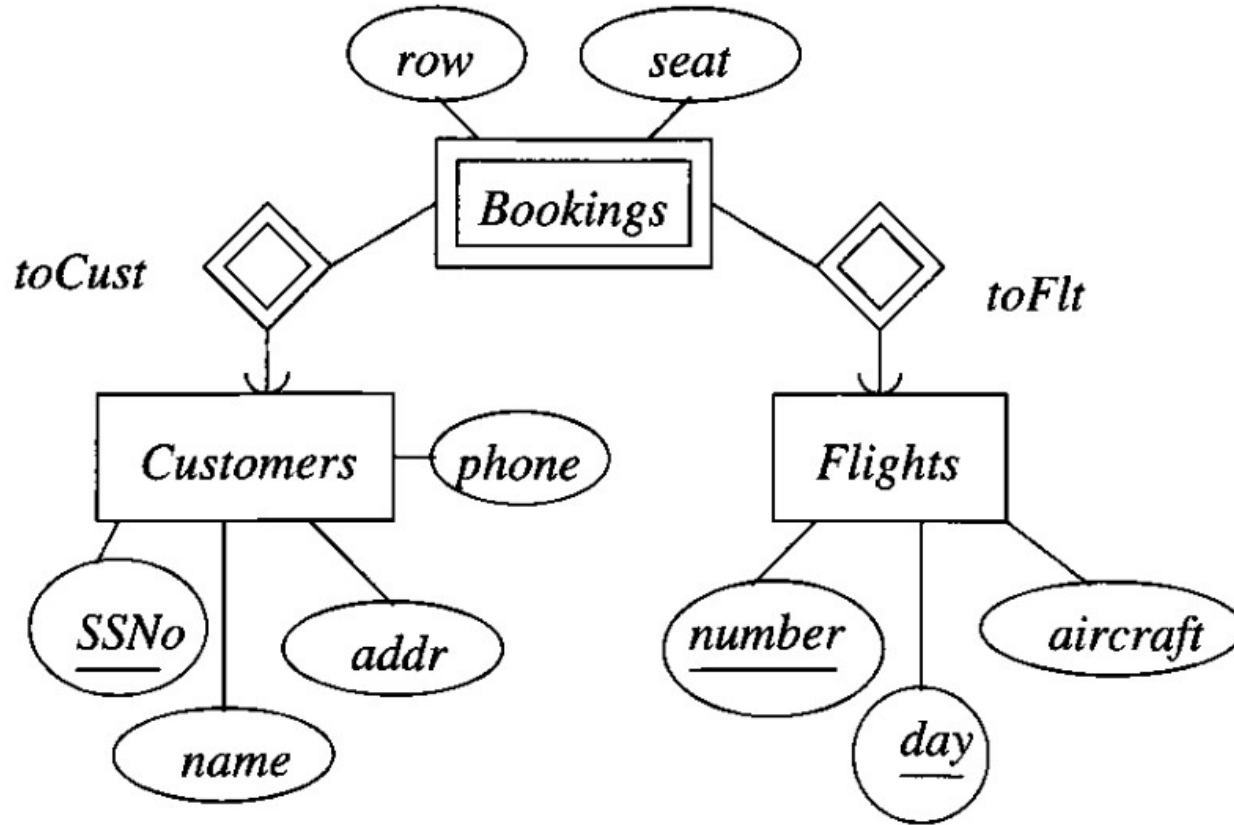 row
seat
Bookings
toCust
toFlt
Customers
phone
Flights
SSNo
addr
name
number
aircraft
day